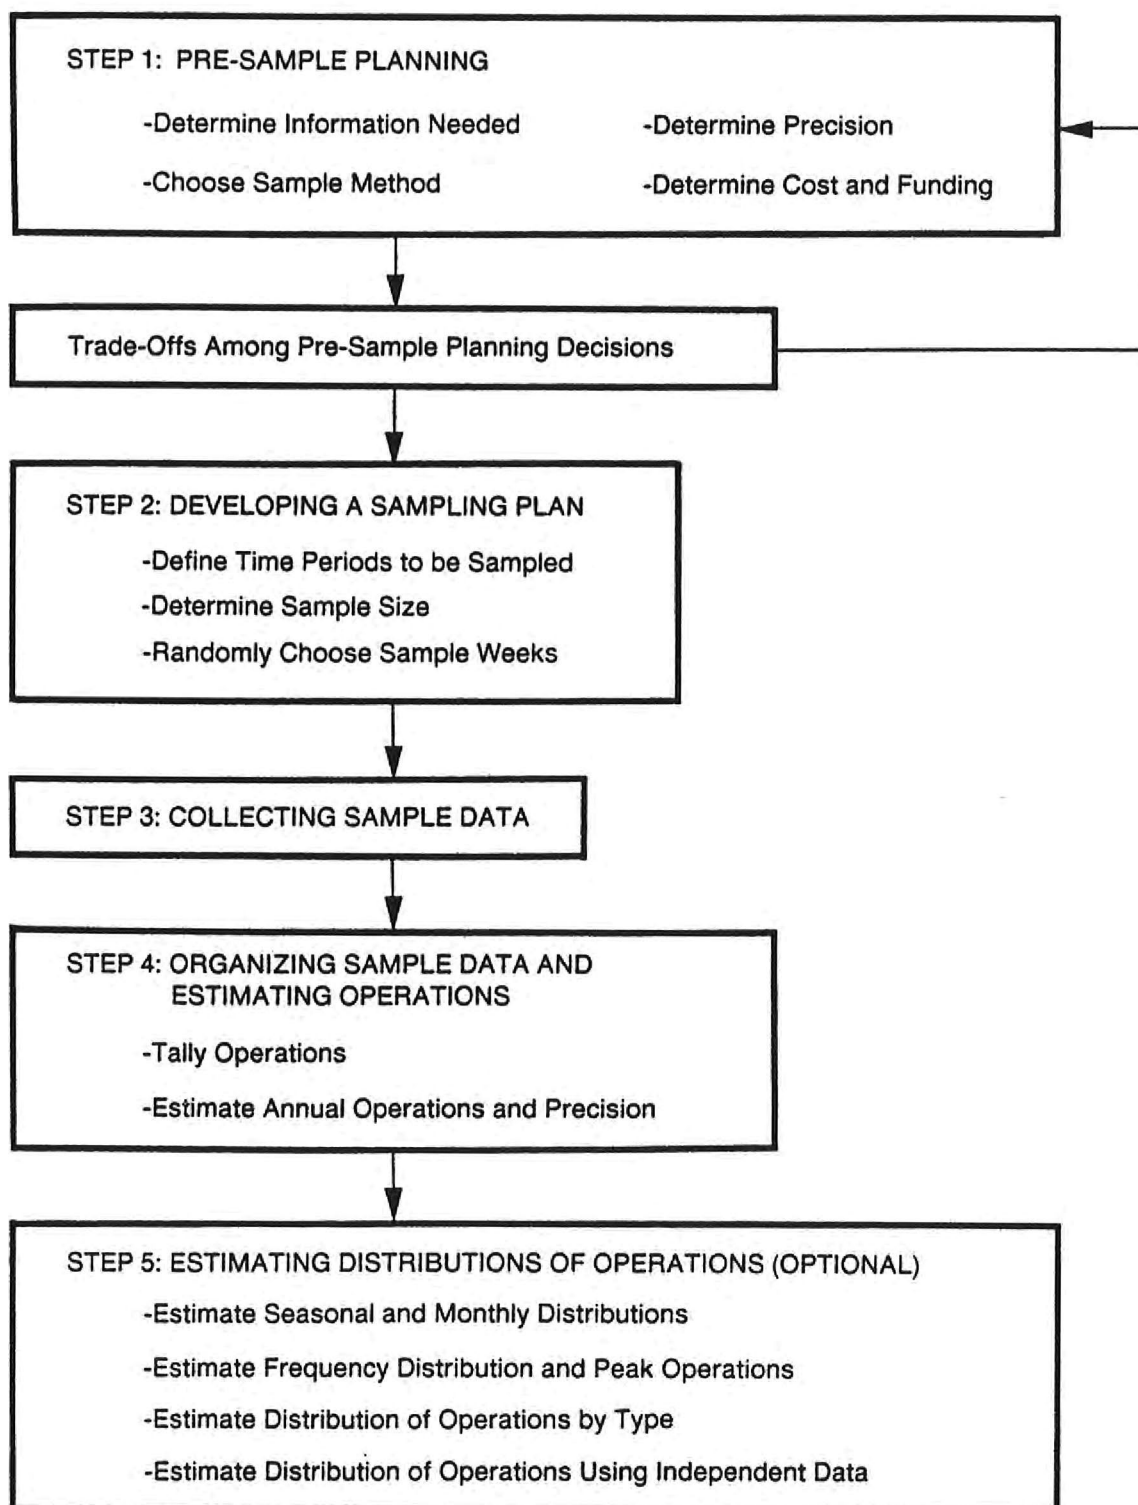 STEP 1: PRE-SAMPLE PLANNING
-Determine Information Needed
-Determine Precision
-Choose Sample Method
-Determine Cost and Funding
Trade-Offs Among Pre-Sample Planning Decisions
STEP 2: DEVELOPING A SAMPLING PLAN
-Define Time Periods to be Sampled
-Determine Sample Size
-Randomly Choose Sample Weeks
STEP 3: COLLECTING SAMPLE DATA
STEP 4: ORGANIZING SAMPLE DATA AND
ESTIMATING OPERATIONS
-Tally Operations
-Estimate Annual Operations and Precision
STEP 5: ESTIMATING DISTRIBUTIONS OF OPERATIONS (OPTIONAL)
-Estimate Seasonal and Monthly Distributions
-Estimate Frequency Distribution and Peak Operations
-Estimate Distribution of Operations by Type
-Estimate Distribution of Operations Using Independent Data